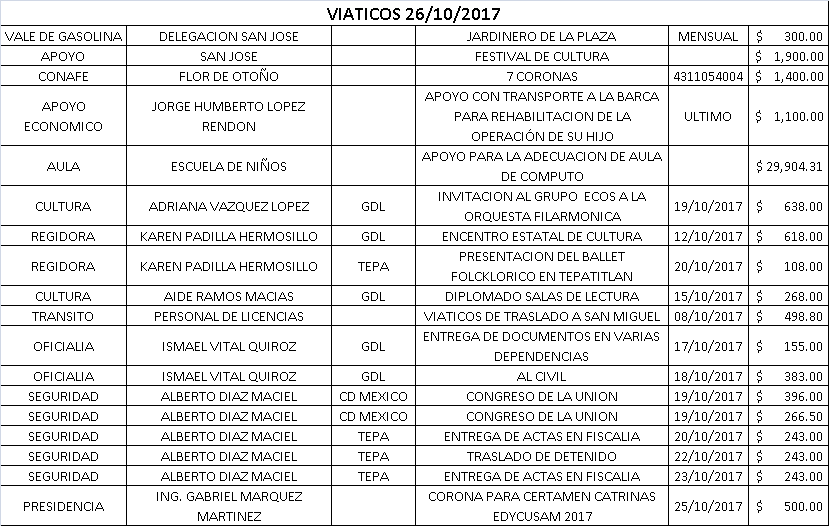 VIATICOS 26/10/2017
VALE DE GASOLINA DELEGACION SAN JOSE JARDINERO DE LA PLAZA MENSUAL $ 300.00
APOYO SAN JOSE FESTIVAL DE CULTURA $ 1,900.00
CONAFE FLOR DE OTOÑO 7 CORONAS 4311054004 $ 1,400.00
APOYO ECONOMICO JORGE HUMBERTO LOPEZ RENDON APOYO CON TRANSPORTE A LA BARCA PARA REHABILITACION DE LA OPERACIÓN DE SU HIJO ULTIMO $ 1,100.00
AULA ESCUELA DE NIÑOS APOYO PARA LA ADECUACION DE AULA DE COMPUTO $ 29,904.31
CULTURA ADRIANA VAZQUEZ LOPEZ GDL INVITACION AL GRUPO ECOS A LA ORQUESTA FILARMONICA 19/10/2017 $ 638.00
REGIDORA KAREN PADILLA HERMOSILLO GDL ENCENTRO ESTATAL DE CULTURA 12/10/2017 $ 618.00
REGIDORA KAREN PADILLA HERMOSILLO TEPA PRESENTACION DEL BALLET FOLCKLORICO EN TEPATITLAN 20/10/2017 $ 108.00
CULTURA AIDE RAMOS MACIAS GDL DIPLOMADO SALAS DE LECTURA 15/10/2017 $ 268.00
TRANSITO PERSONAL DE LICENCIAS VIATICOS DE TRASLADO A SAN MIGUEL 08/10/2017 $ 498.80
OFICIALIA ISMAEL VITAL QUIROZ GDL ENTREGA DE DOCUMENTOS EN VARIAS DEPENDENCIAS 17/10/2017 $ 155.00
OFICIALIA ISMAEL VITAL QUIROZ GDL AL CIVIL 18/10/2017 $ 383.00
SEGURIDAD ALBERTO DIAZ MACIEL CD MEXICO CONGRESO DE LA UNION 19/10/2017 $ 396.00
SEGURIDAD ALBERTO DIAZ MACIEL CD MEXICO CONGRESO DE LA UNION 19/10/2017 $ 266.50
SEGURIDAD ALBERTO DIAZ MACIEL TEPA ENTREGA DE ACTAS EN FISCALIA 20/10/2017 $ 243.00
SEGURIDAD ALBERTO DIAZ MACIEL TEPA TRASLADO DE DETENIDO 22/10/2017 $ 243.00
SEGURIDAD ALBERTO DIAZ MACIEL TEPA ENTREGA DE ACTAS EN FISCALIA 23/10/2017 $ 243.00
PRESIDENCIA ING. GABRIEL MARQUEZ MARTINEZ CORONA PARA CERTAMEN CATRINAS EDYCUSAM 2017 25/10/2017 $ 500.00